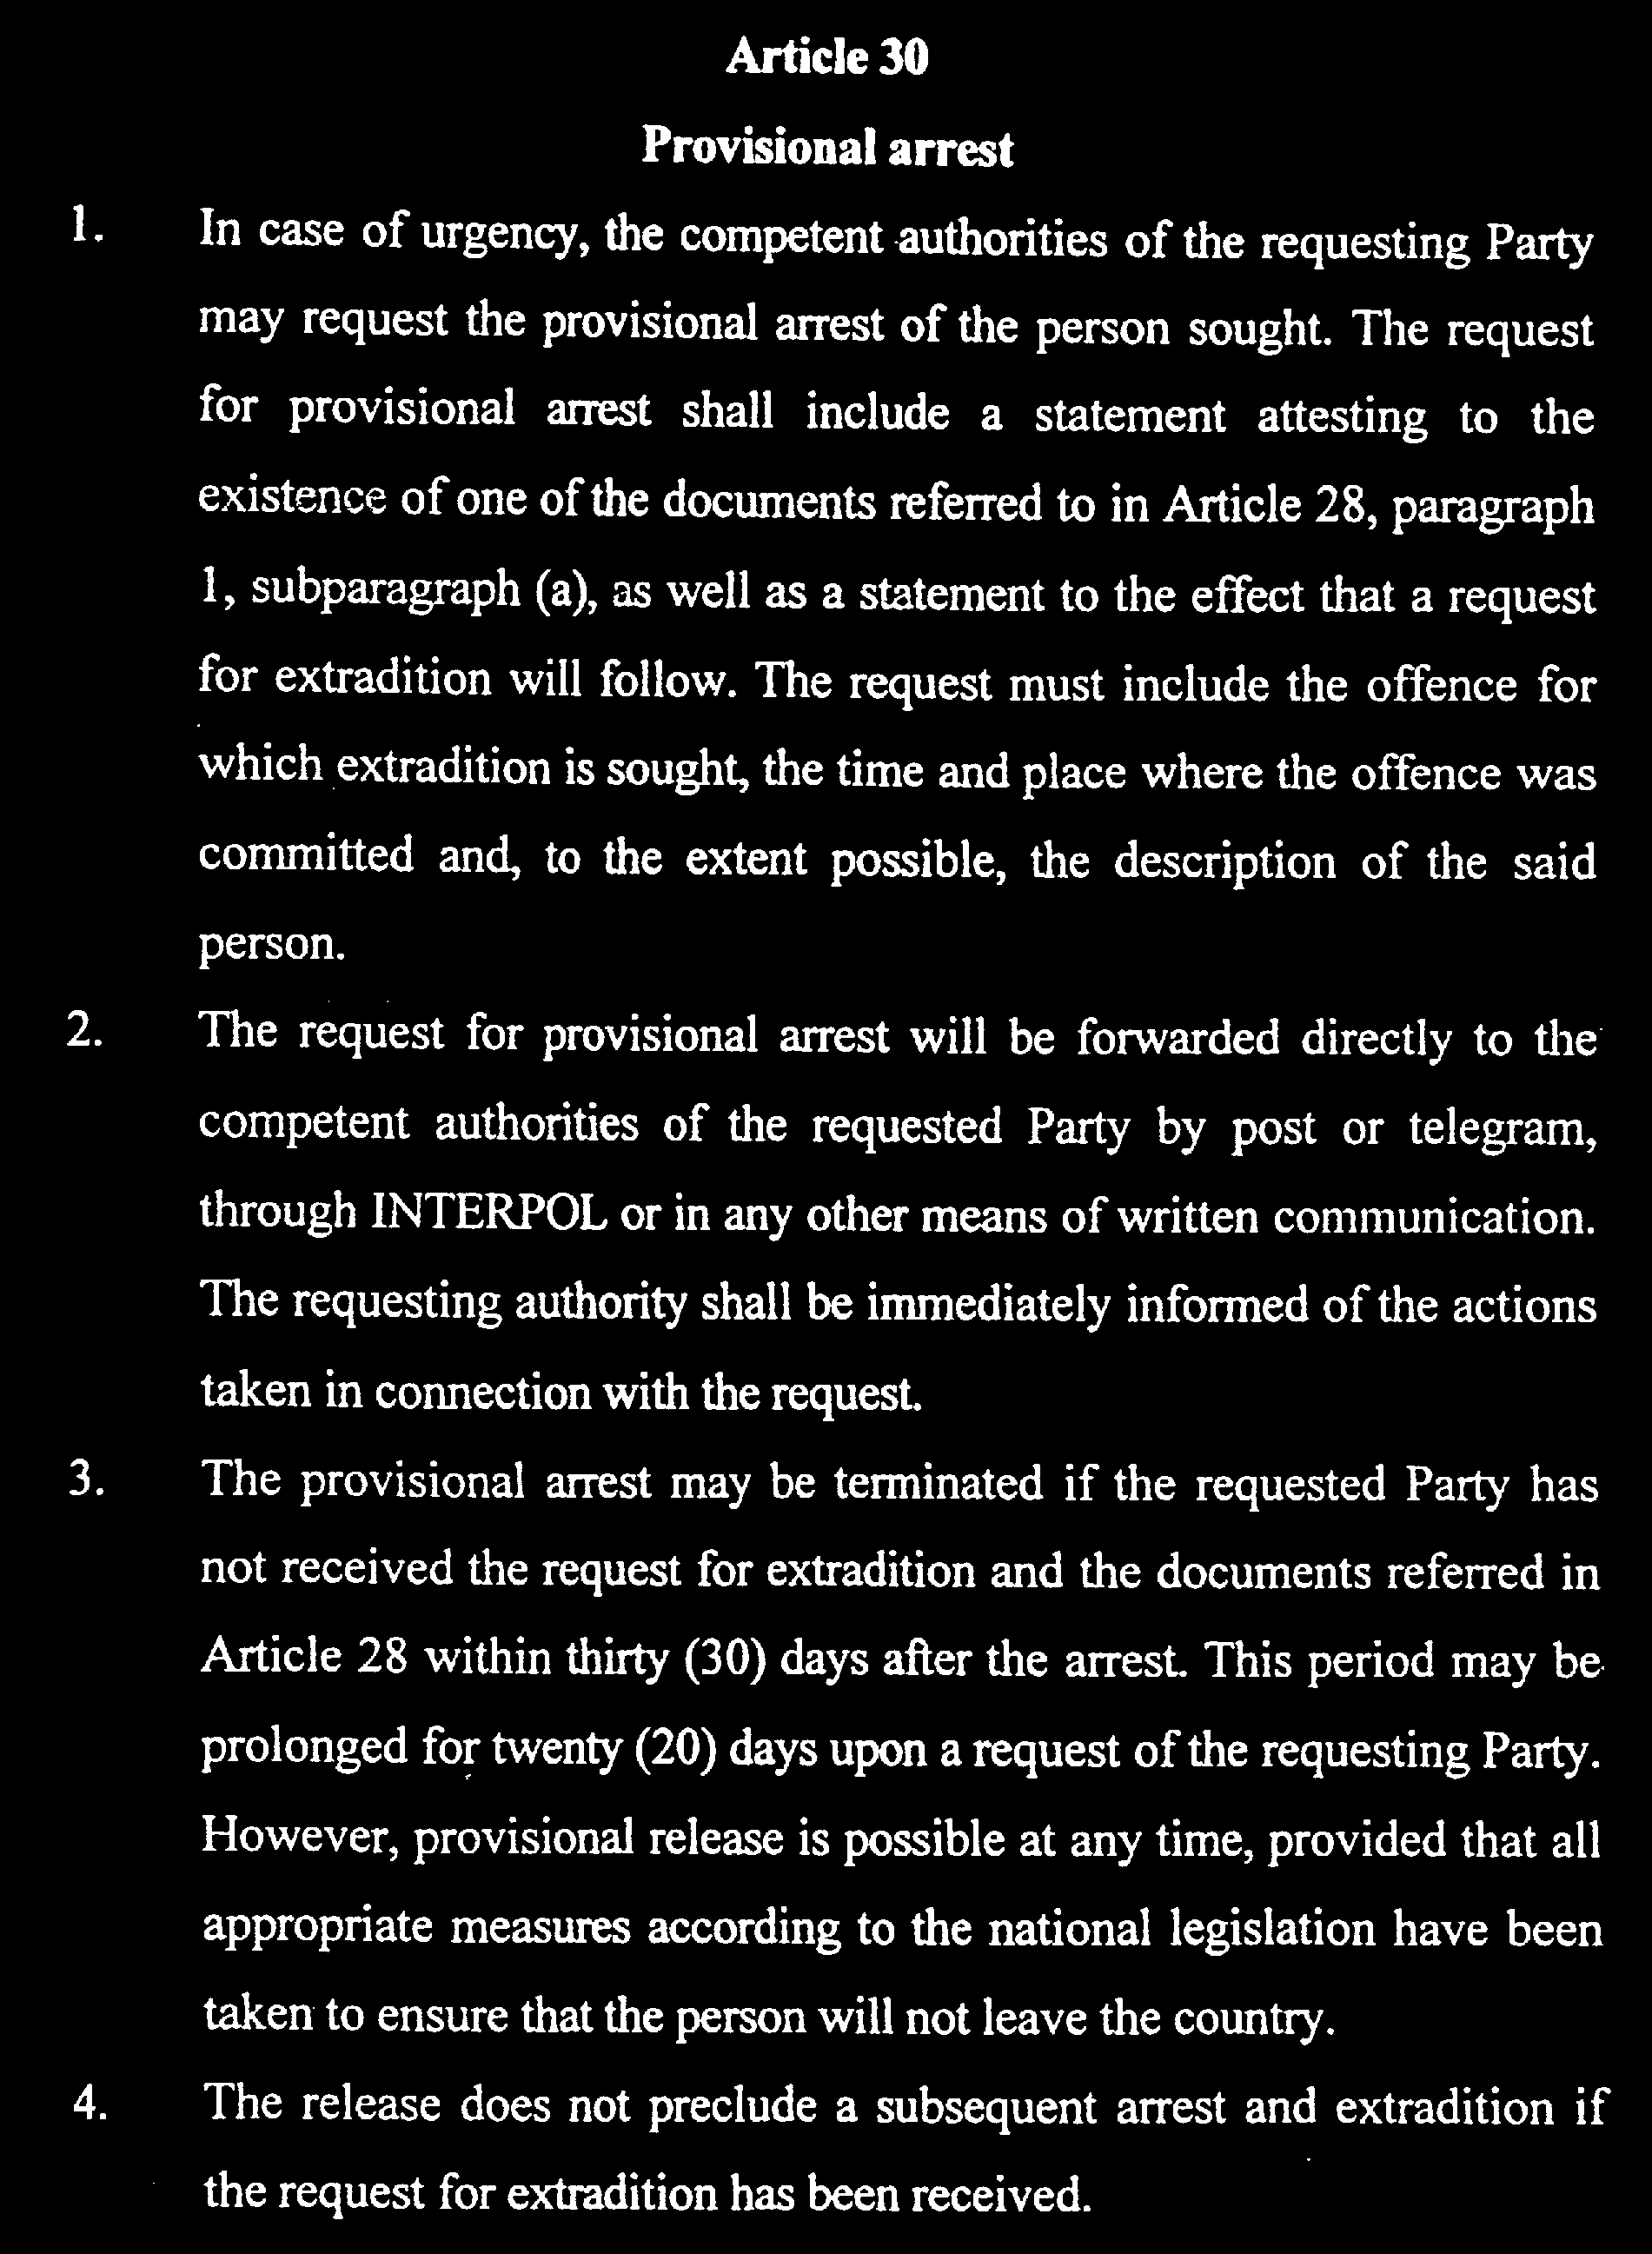 Article 30
Provisional arrest
1. In case of urgency, the competent authorities of the requesting Party
may request the provisional arrest of the person sought. The request
for provisional arrest shall include a statement attesting to the
existence of one of the documents referred to in Article 28, paragraph
1, subparagraph (a), as well as a statement to the effect that a request
for extradition will follow. The request must include the offence for
which extradition is sought, the time and place where the offence was
committed and, to the extent possible, the description of the said
person.
2. The request for provisional arrest will be forwarded directly to the
competent authorities of the requested Party by post or telegram,
through INTERPOL or in any other means of written communication.
The requesting authority shall be immediately informed of the actions
taken in connection with the request.
3. The provisional arrest may be terminated if the requested Party has
not received the request for extradition and the documents referred in
Article 28 within thirty (30) days after the arrest. This period may be
prolonged for twenty (20) days upon a request of the requesting Party.
However, provisional release is possible at any time, provided that all
appropriate measures according to the national legislation have been
taken to ensure that the person will not leave the country.
4. The release does not preclude a subsequent arrest and extradition if
the request for extradition has been received.